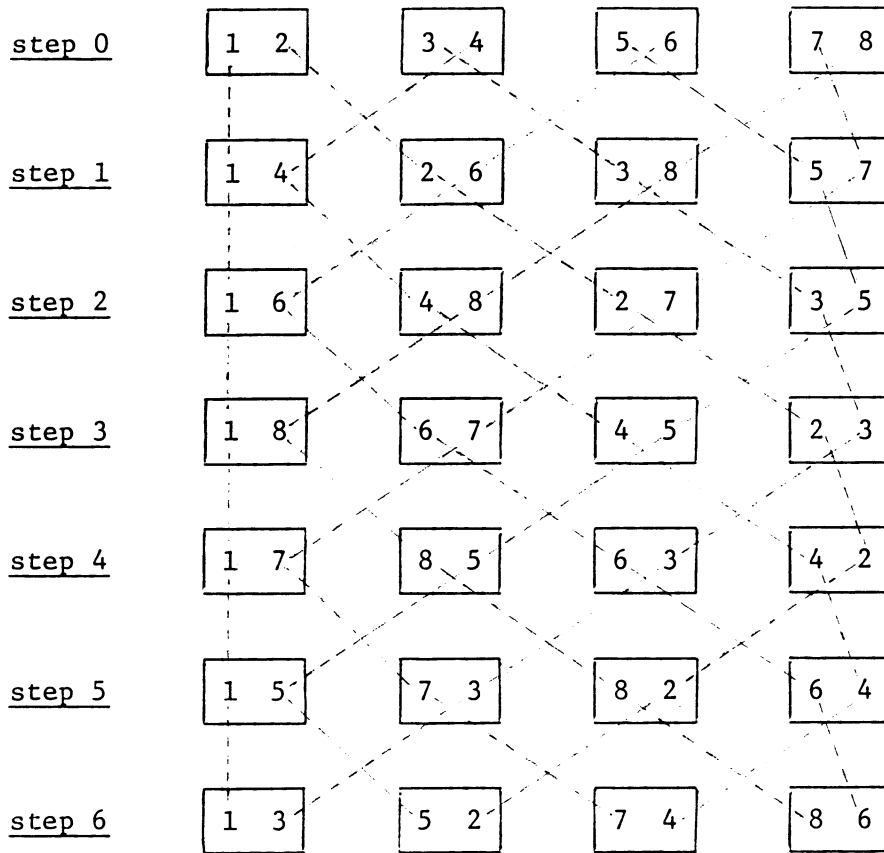 step 0 1 2 3 4 5 6 7 8
step 1 1 4 2 6 3 8 5 7
step 2 1 6 4 8 2 7 3 5
step 3 1 8 6 7 4 5 2 3
step 4 1 7 8 5 6 3 4 2
step 5 1 5 7 3 8 2 6 4
step 6 1 3 5 2 7 4 8 6